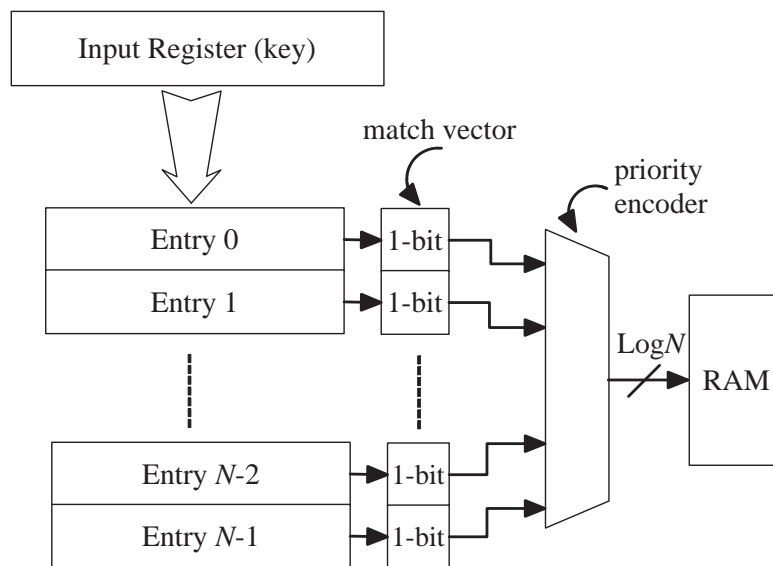 Input Register (key)
match vector
priority
encoder
Entry 0
1-bit
Entry 1
1-bit
LogN
RAM
Entry N-2
1-bit
Entry N-1
1-bit